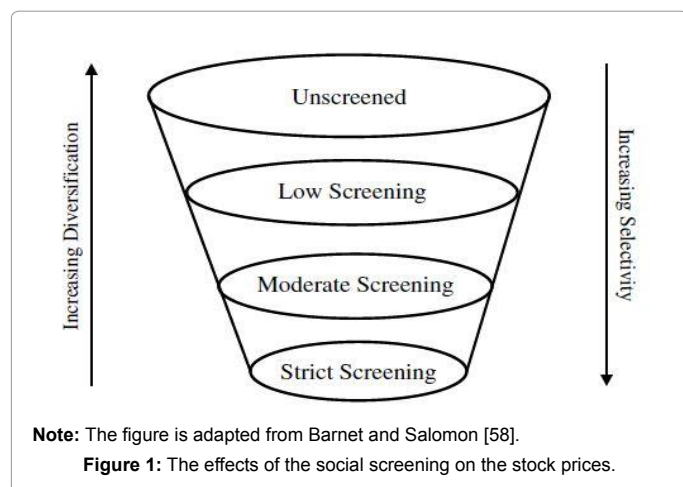 Unscreened
Increasing Diversification
Increasing Selectivity
Low Screening
Moderate Screening
Strict Screening
Note: The figure is adapted from Barnet and Salomon [58].
Figure 1: The effects of the social screening on the stock prices.